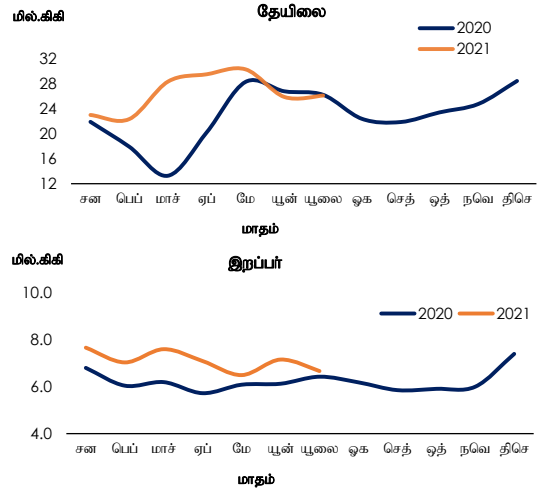 தேயிலை
மில்.கிகி
2020
2021
32
28
24
20
16
12
சன பெப் மாச் ஏப் மே யூன் யூலை ஓக செத் ஒத் நவெ திசெ
மாதம்
இறப்பர்
மில்.கிகி
10.0
2020 2021
8.0
6.0
4.0
சன பெப் மாச் ஏப் மே யூன் யூலை ஓக செத் ஒத் நவெ திசெ
மாதம்